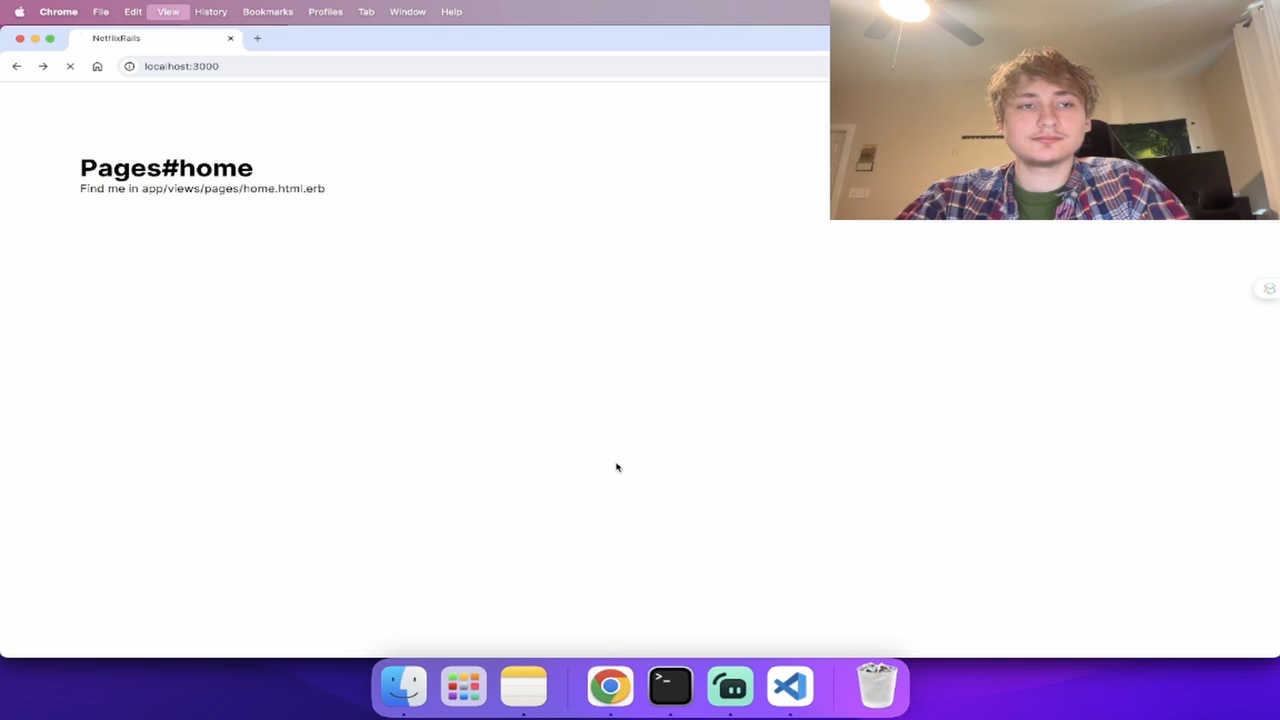 Chrome File Edit View History Bookmarks Profiles Tab Window Help
NetflixRails
localhost:3000
Pages#home
Find me in app/views/pages/home.html.erb